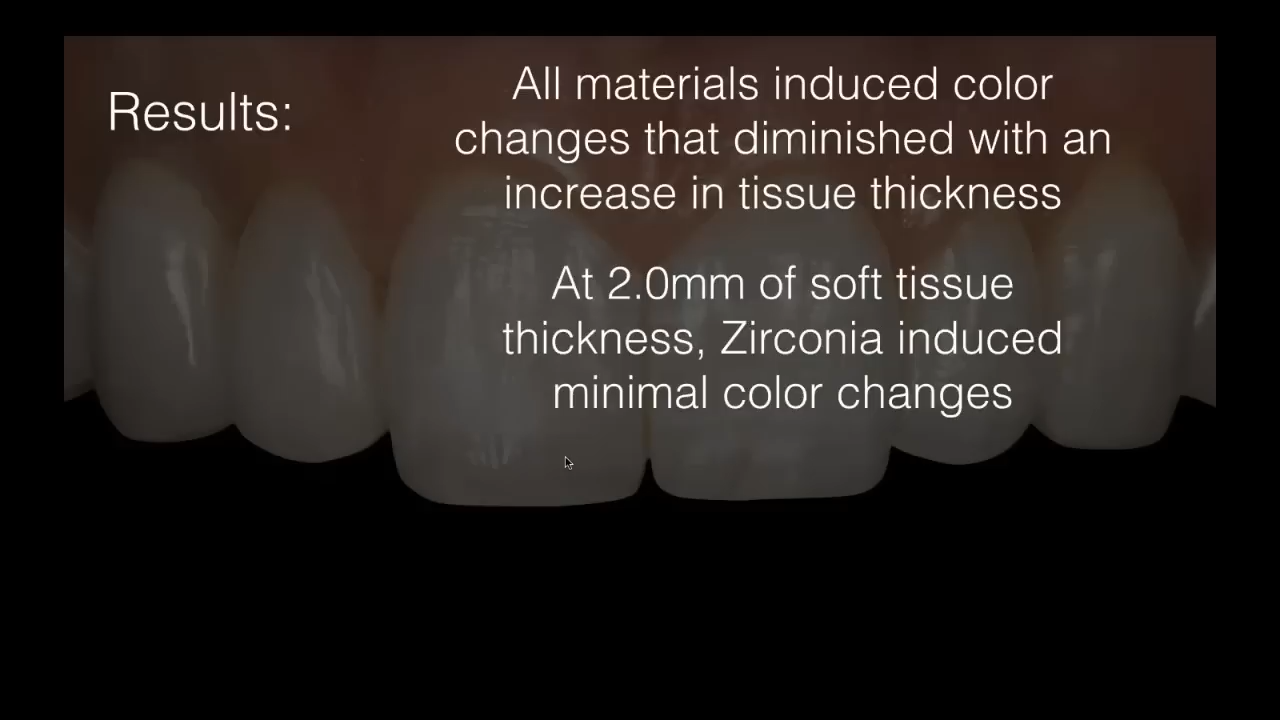 Results:
All materials induced color
changes that diminished with an
increase in tissue thickness
At 2.0mm of soft tissue
thickness, Zirconia induced
minimal color changes